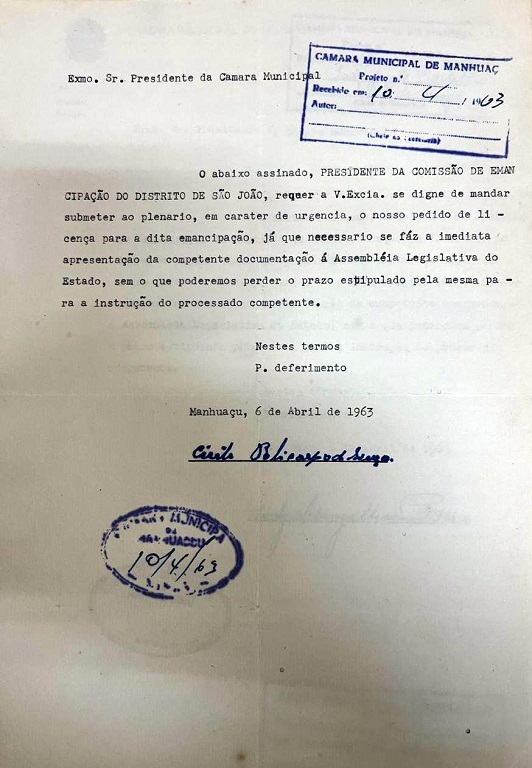 CAMARA MUNICIPAL DE MANHUAÇ
Projéto n.º
Recebido em: 10 4 / 1963
Autor:
Exmo. Sr. Presidente da Camara Municipal
O abaixo assinado, PRESIDENTE DA COMISSÃO DE EMAN
CIPAÇÃO DO DISTRITO DE SÃO JOÃO, requer a V.Excia. se digne de mandar
submeter ao plenario, em carater de urgencia, o nosso pedido de li -
cença para a dita emancipação, já que necessario se fáz a imediata
apresentação da competente documentação á Assembléia Legislativa do
Estado, sem o que poderemos perder o prazo estipulado pela mesma pa -
ra a instrução do processado competente.
Nestes termos
P. deferimento
Manhuaçu, 6 de Abril de 1963
MUNICIPA
10/4/63